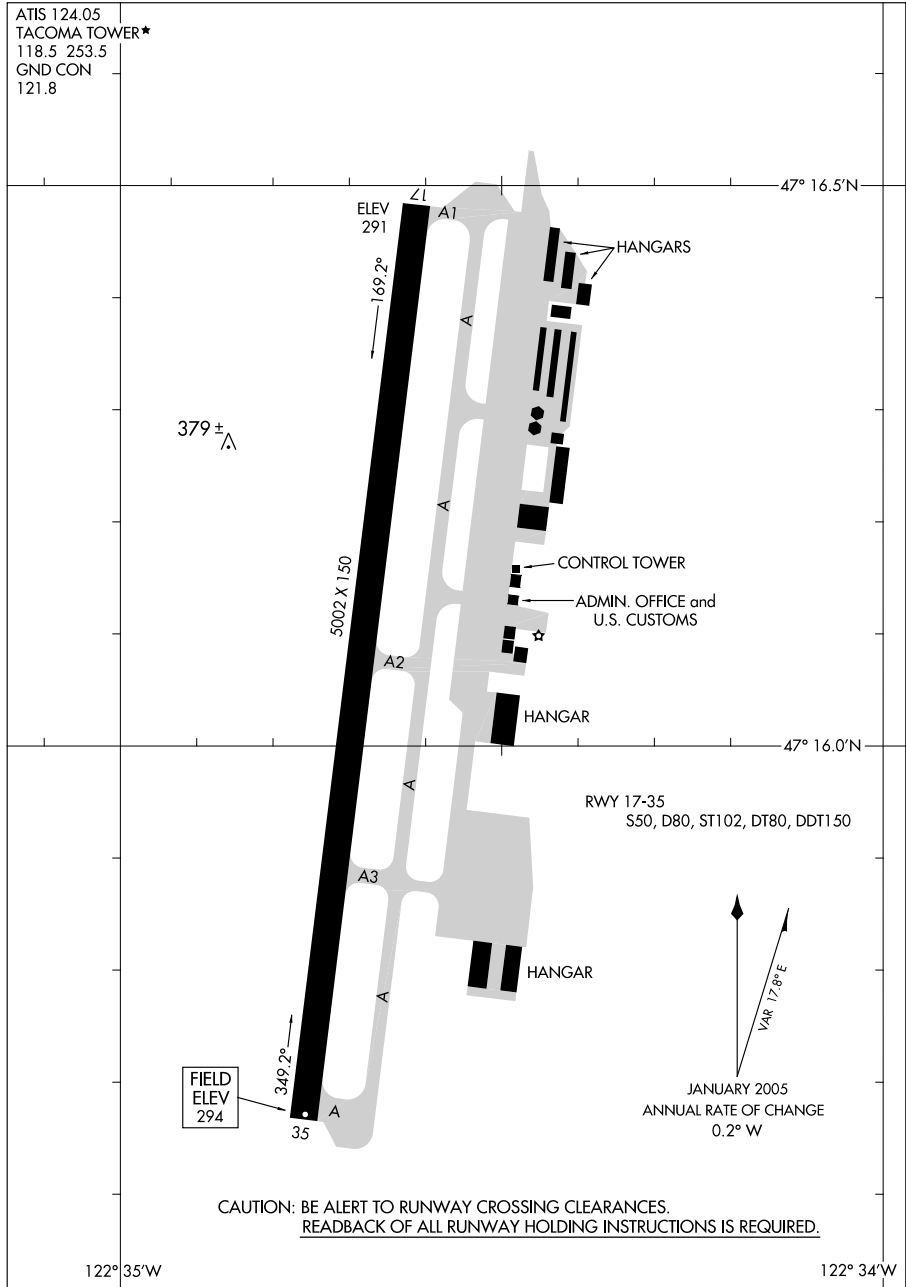 ATIS 124.05
TACOMA TOWER★
118.5 253.5
GND CON
121.8
47° 16.5'N
17
ELEV
291
A1
HANGARS
169.2°
A
379 ±
A
5002 X 150
CONTROL TOWER
ADMIN. OFFICE and
U.S. CUSTOMS
A2
HANGAR
47° 16.0'N
A
RWY 17-35
S50, D80, ST102, DT80, DDT150
A3
HANGAR
A
VAR 17.8° E
349.2°
FIELD
ELEV
294
A
35
JANUARY 2005
ANNUAL RATE OF CHANGE
0.2° W
CAUTION: BE ALERT TO RUNWAY CROSSING CLEARANCES.
READBACK OF ALL RUNWAY HOLDING INSTRUCTIONS IS REQUIRED.
122° 35'W
122° 34'W